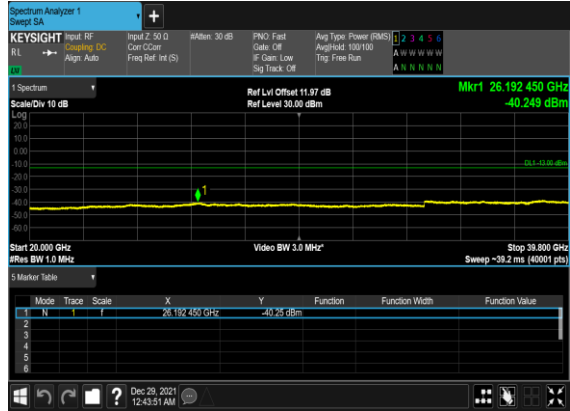 Spectrum Analyzer 1
Swept SA
+
KEYSIGHT Input: RF Input Z: 50 Ω #Atten: 30 dB PNO: Fast Avg Type: Power (RMS) 1 2 3 4 5 6
RL Coupling: DC Corr CCorr Gate: Off Avg|Hold: 100/100 A W W W W W
Align: Auto Freq Ref: Int (S) IF Gain: Low Trig: Free Run
LV Sig Track: Off A N N N N N
1 Spectrum Ref Lvl Offset 11.97 dB Mkr1 26.192 450 GHz
Scale/Div 10 dB Ref Level 30.00 dBm -40.249 dBm
Log
20.0
10.0
0.00
-10.0 DL1 -13.00 dBm
-20.0
-30.0 1
-40.0
-50.0
-60.0
Start 20.000 GHz Video BW 3.0 MHz* Stop 39.800 GHz
#Res BW 1.0 MHz Sweep ~39.2 ms (40001 pts)
5 Marker Table
Mode Trace Scale X Y Function Function Width Function Value
1 N 1 f 26.192 450 GHz -40.25 dBm
2
3
4
5
6
? Dec 29, 2021
12:43:51 AM